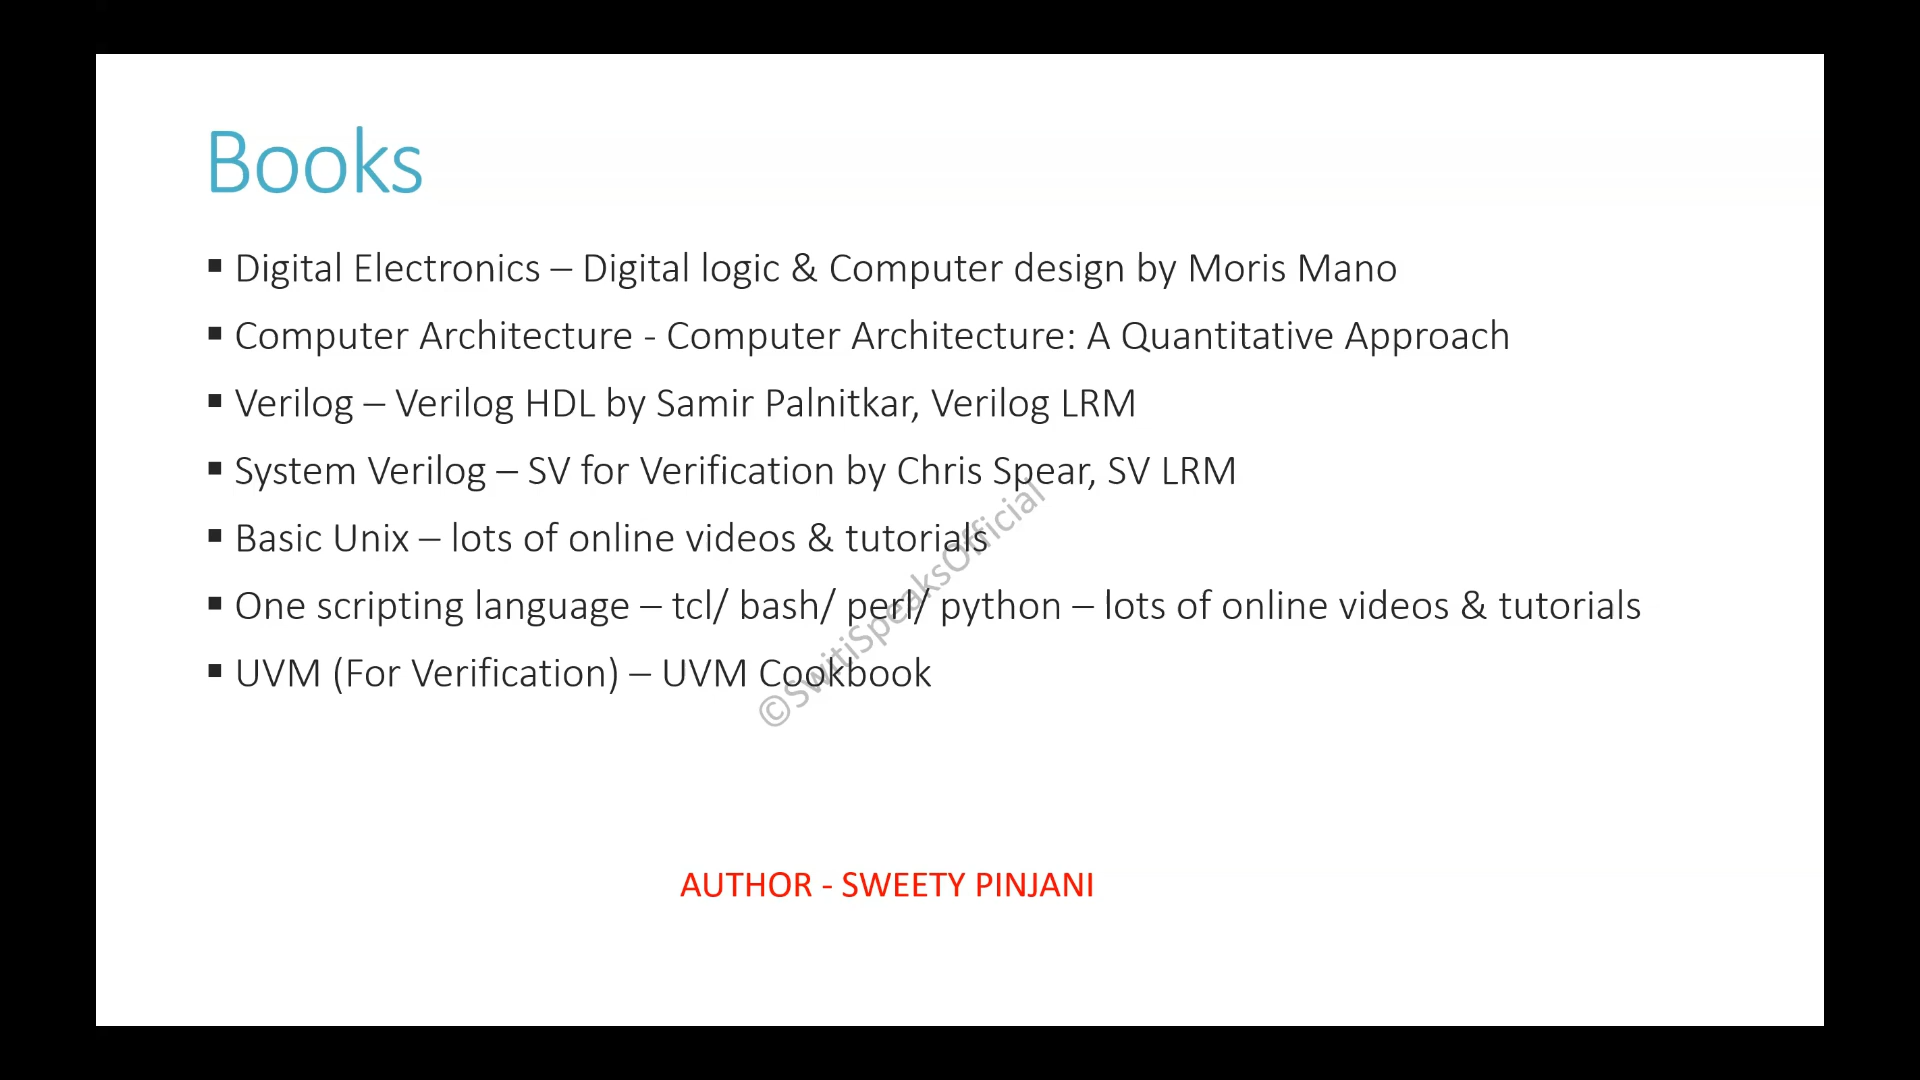 Books
▪ Digital Electronics – Digital logic & Computer design by Moris Mano
▪ Computer Architecture - Computer Architecture: A Quantitative Approach
▪ Verilog – Verilog HDL by Samir Palnitkar, Verilog LRM
▪ System Verilog – SV for Verification by Chris Spear, SV LRM
▪ Basic Unix – lots of online videos & tutorials
▪ One scripting language – tcl/ bash/ perl/ python – lots of online videos & tutorials
▪ UVM (For Verification) – UVM Cookbook
©SwitiSpeaksOfficial
AUTHOR - SWEETY PINJANI